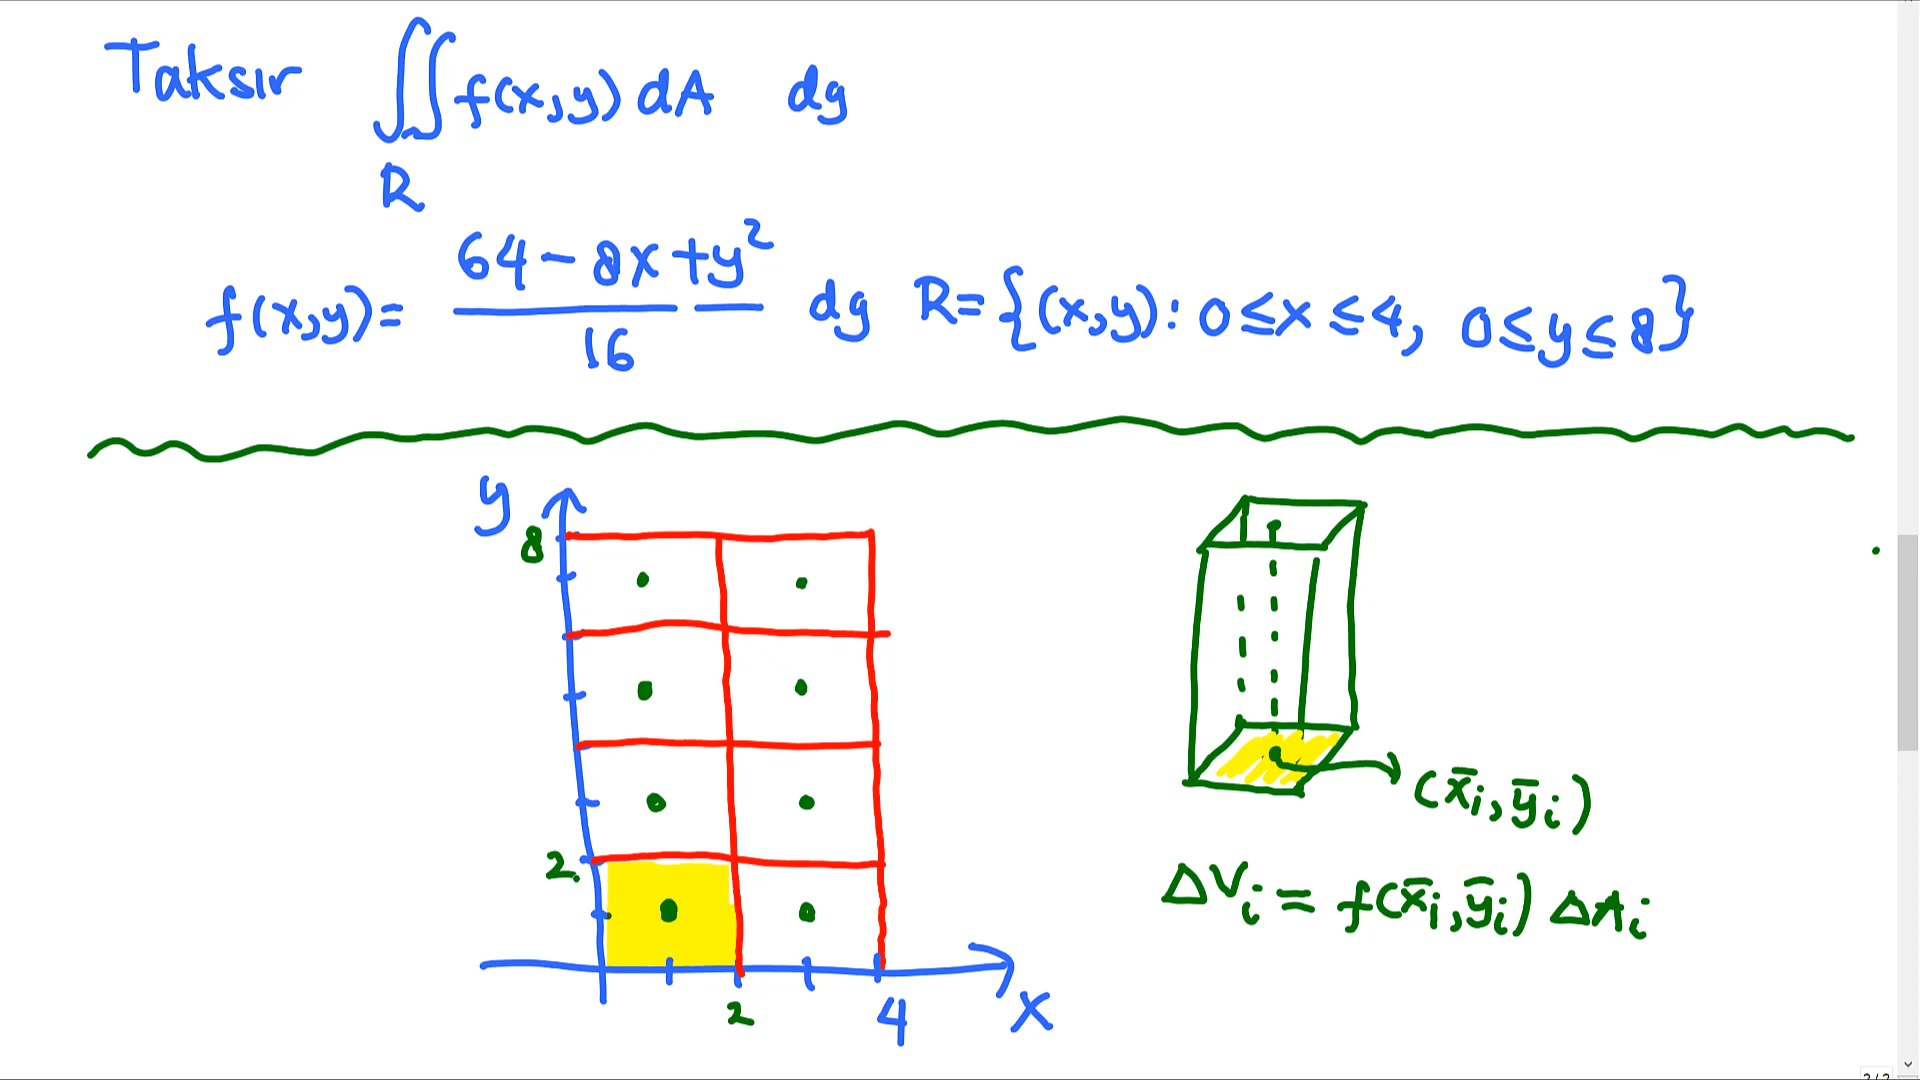 Taksir ∬ f(x,y) dA dg
R
f(x,y) = (64 - 8x + y²)/16 dg R = {(x,y) : 0 ≤ x ≤ 4, 0 ≤ y ≤ 8}
y
8
2
2
4
x
(x̄ᵢ, ȳᵢ)
ΔVᵢ = f(x̄ᵢ, ȳᵢ) ΔAᵢ